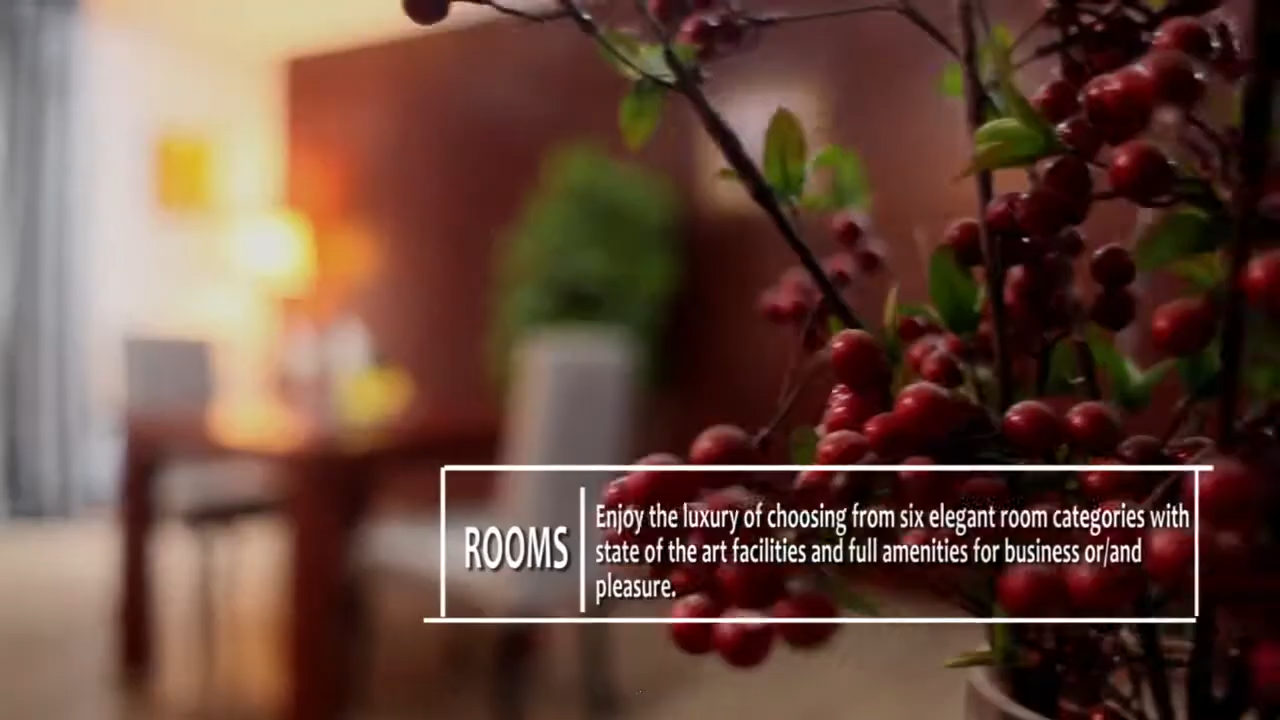 ROOMS
Enjoy the luxury of choosing from six elegant room categories with
state of the art facilities and full amenities for business or/and
pleasure.